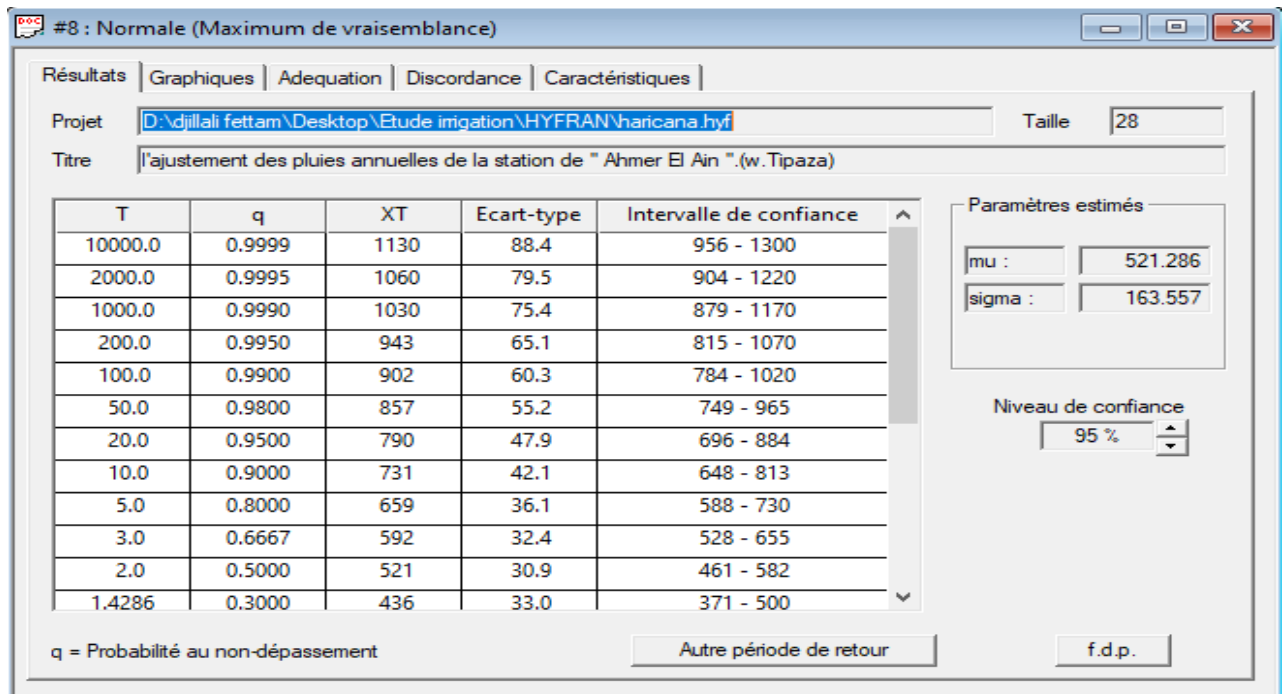 #8 : Normale (Maximum de vraisemblance)
Résultats Graphiques Adequation Discordance Caractéristiques
Projet D:\djillali fettam\Desktop\Etude irrigation\HYFRAN\haricana.hyf Taille 28
Titre l'ajustement des pluies annuelles de la station de " Ahmer El Ain ".(w.Tipaza)
T q XT Ecart-type Intervalle de confiance
10000.0 0.9999 1130 88.4 956 - 1300
2000.0 0.9995 1060 79.5 904 - 1220
1000.0 0.9990 1030 75.4 879 - 1170
200.0 0.9950 943 65.1 815 - 1070
100.0 0.9900 902 60.3 784 - 1020
50.0 0.9800 857 55.2 749 - 965
20.0 0.9500 790 47.9 696 - 884
10.0 0.9000 731 42.1 648 - 813
5.0 0.8000 659 36.1 588 - 730
3.0 0.6667 592 32.4 528 - 655
2.0 0.5000 521 30.9 461 - 582
1.4286 0.3000 436 33.0 371 - 500
Paramètres estimés
mu : 521.286
sigma : 163.557
Niveau de confiance
95 %
q = Probabilité au non-dépassement
Autre période de retour
f.d.p.